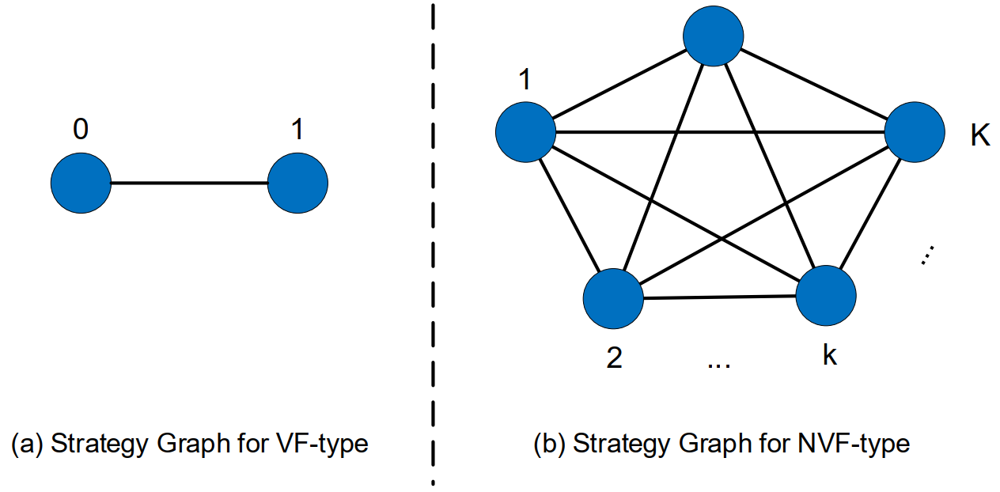 0
1
1
K
2
...
k
...
(a) Strategy Graph for VF-type
(b) Strategy Graph for NVF-type